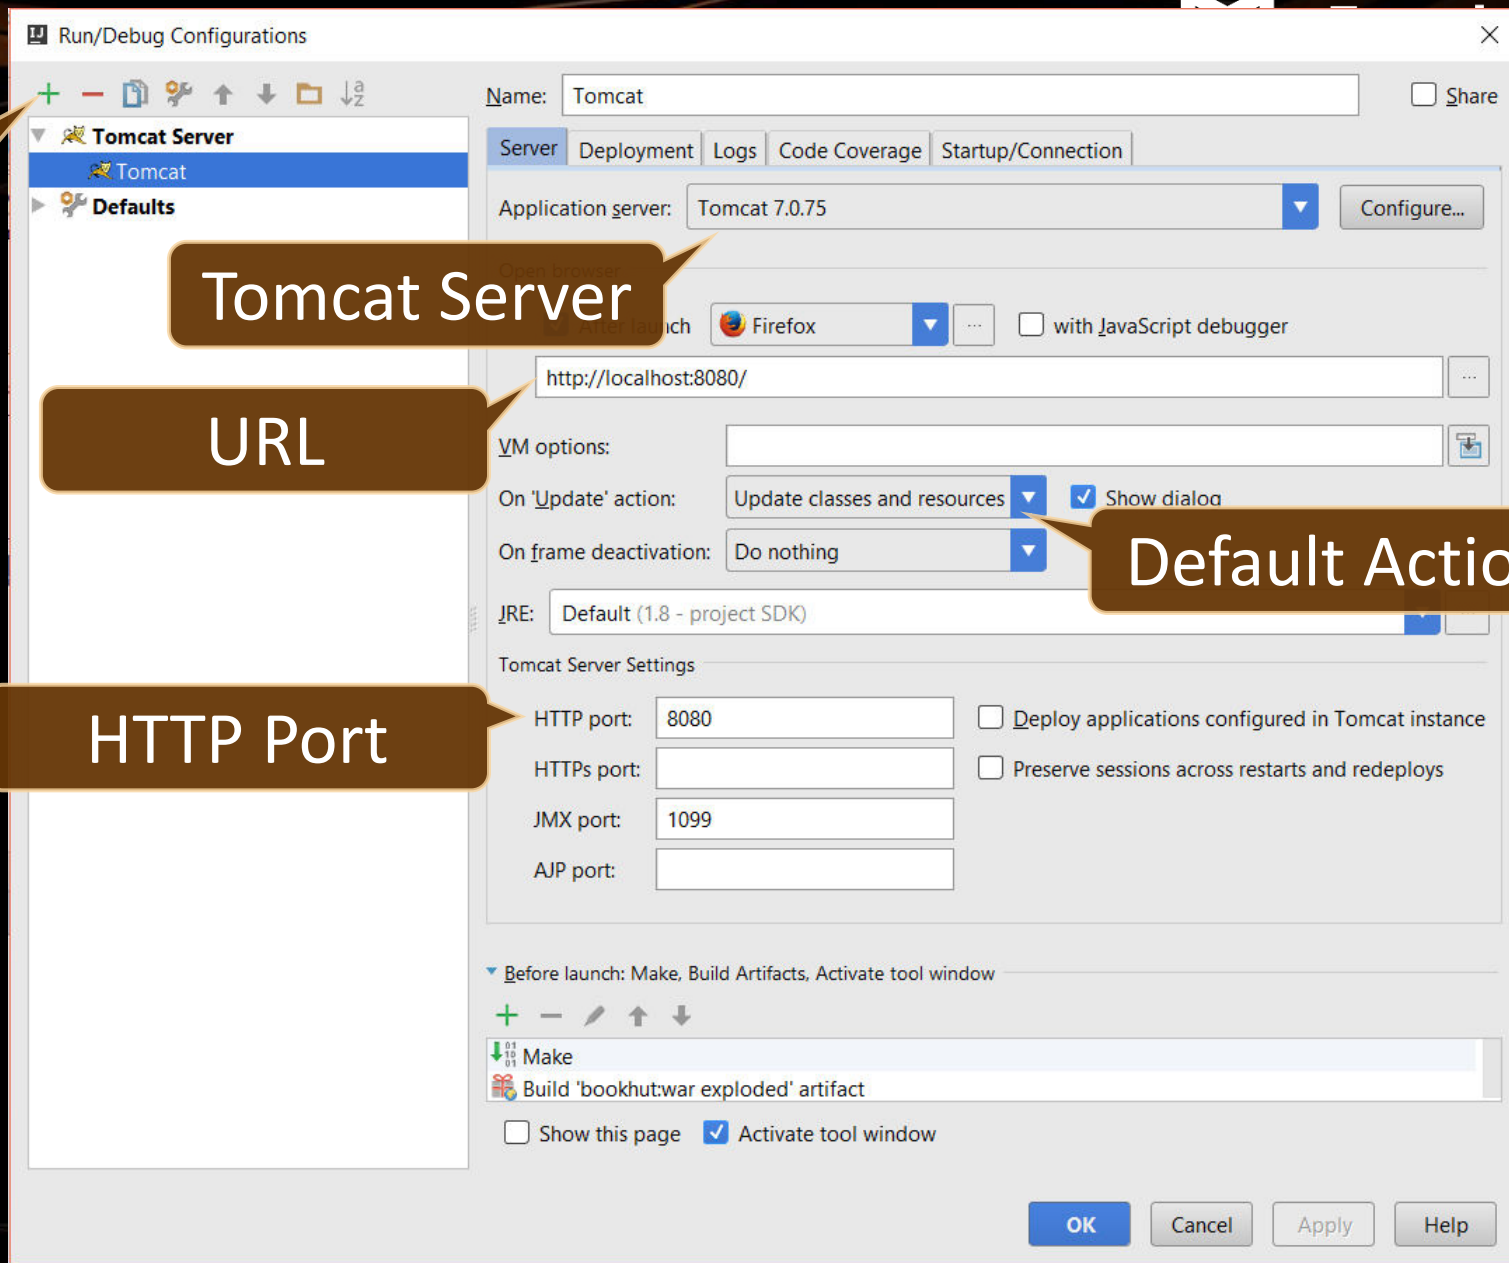 Run/Debug Configurations
Name: Tomcat
Share
Tomcat Server
Tomcat
Defaults
Server Deployment Logs Code Coverage Startup/Connection
Application server: Tomcat 7.0.75 Configure...
Tomcat Server
Open browser
After launch Firefox ... with JavaScript debugger
http://localhost:8080/ ...
URL
VM options:
On 'Update' action: Update classes and resources Show dialog
On frame deactivation: Do nothing
Default Actio
JRE: Default (1.8 - project SDK)
Tomcat Server Settings
HTTP Port
HTTP port: 8080 Deploy applications configured in Tomcat instance
HTTPs port: Preserve sessions across restarts and redeploys
JMX port: 1099
AJP port:
Before launch: Make, Build Artifacts, Activate tool window
Make
Build 'bookhut:war exploded' artifact
Show this page Activate tool window
OK Cancel Apply Help